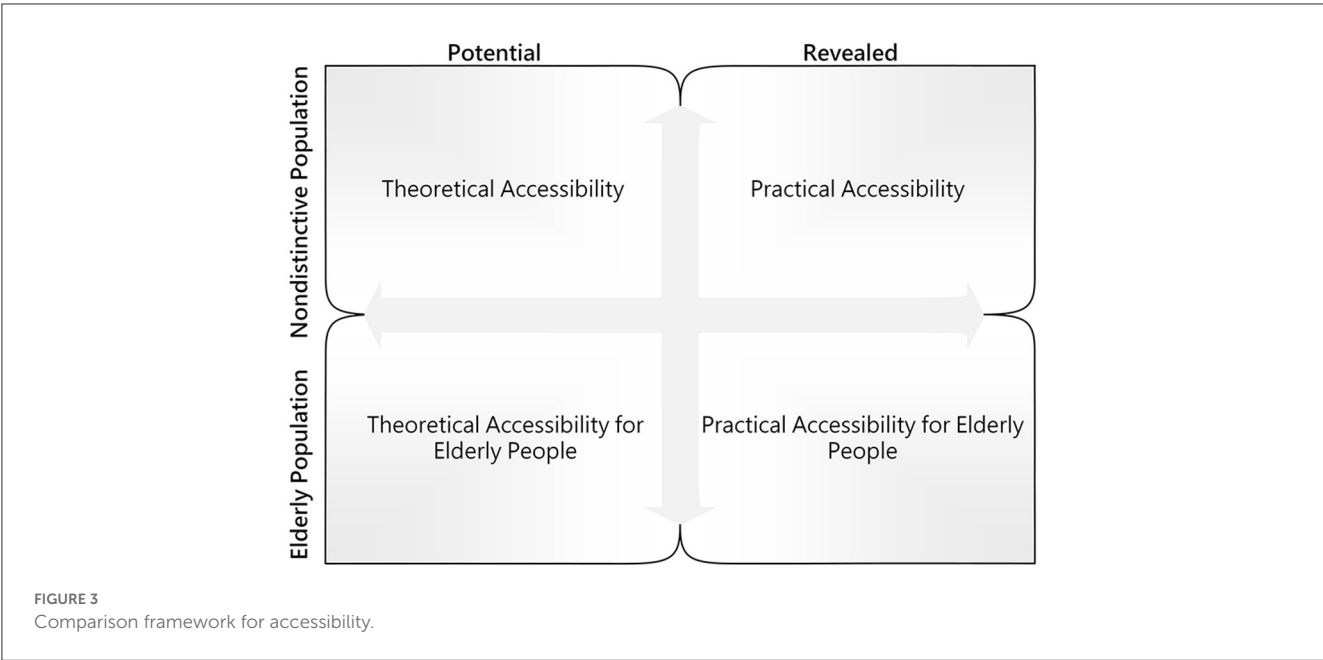 Potential
Revealed
Nondistinctive Population
Theoretical Accessibility
Practical Accessibility
Elderly Population
Theoretical Accessibility for
Elderly People
Practical Accessibility for Elderly
People
FIGURE 3
Comparison framework for accessibility.